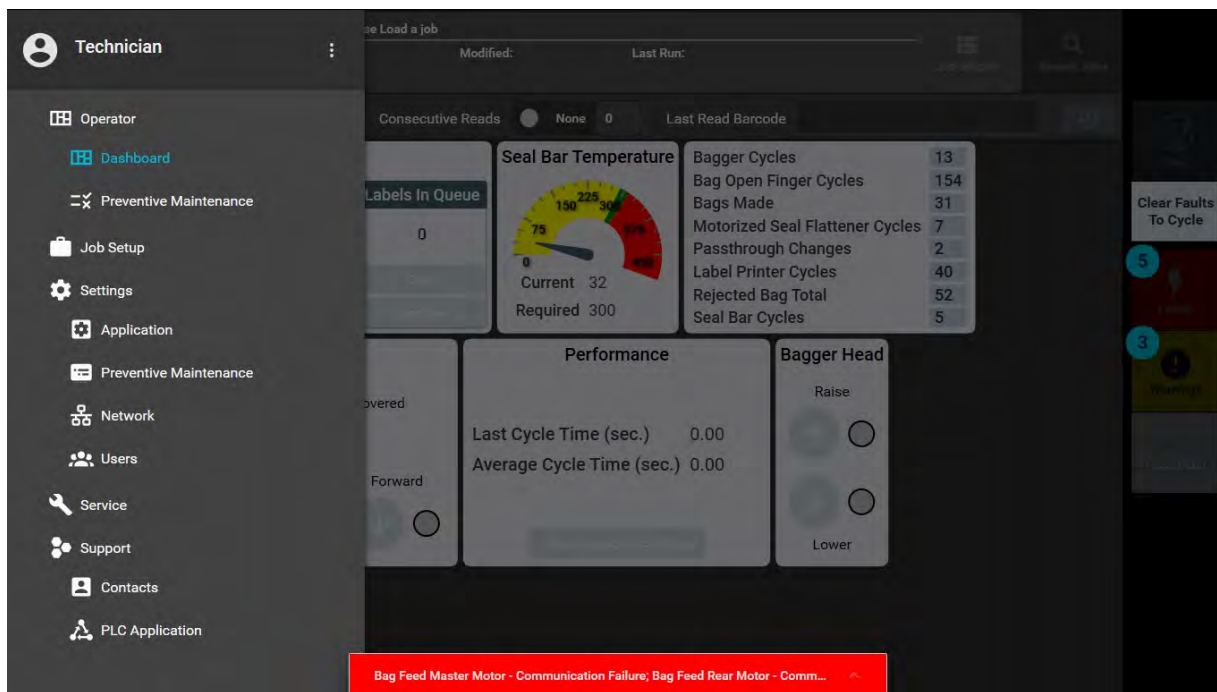 Technician
Operator
Dashboard
Preventive Maintenance
Job Setup
Settings
Application
Preventive Maintenance
Network
Users
Service
Support
Contacts
PLC Application
se Load a job
Modified: Last Run:
Consecutive Reads None 0 Last Read Barcode
Labels In Queue
0
Seal Bar Temperature
0 75 150 225 300 375 450
Current 32
Required 300
Bagger Cycles 13
Bag Open Finger Cycles 154
Bags Made 31
Motorized Seal Flattener Cycles 7
Passthrough Changes 2
Label Printer Cycles 40
Rejected Bag Total 52
Seal Bar Cycles 5
overed
Forward
Performance
Last Cycle Time (sec.) 0.00
Average Cycle Time (sec.) 0.00
Bagger Head
Raise
Lower
Clear Faults
To Cycle
5
3
Warnings
Bag Feed Master Motor - Communication Failure; Bag Feed Rear Motor - Comm...